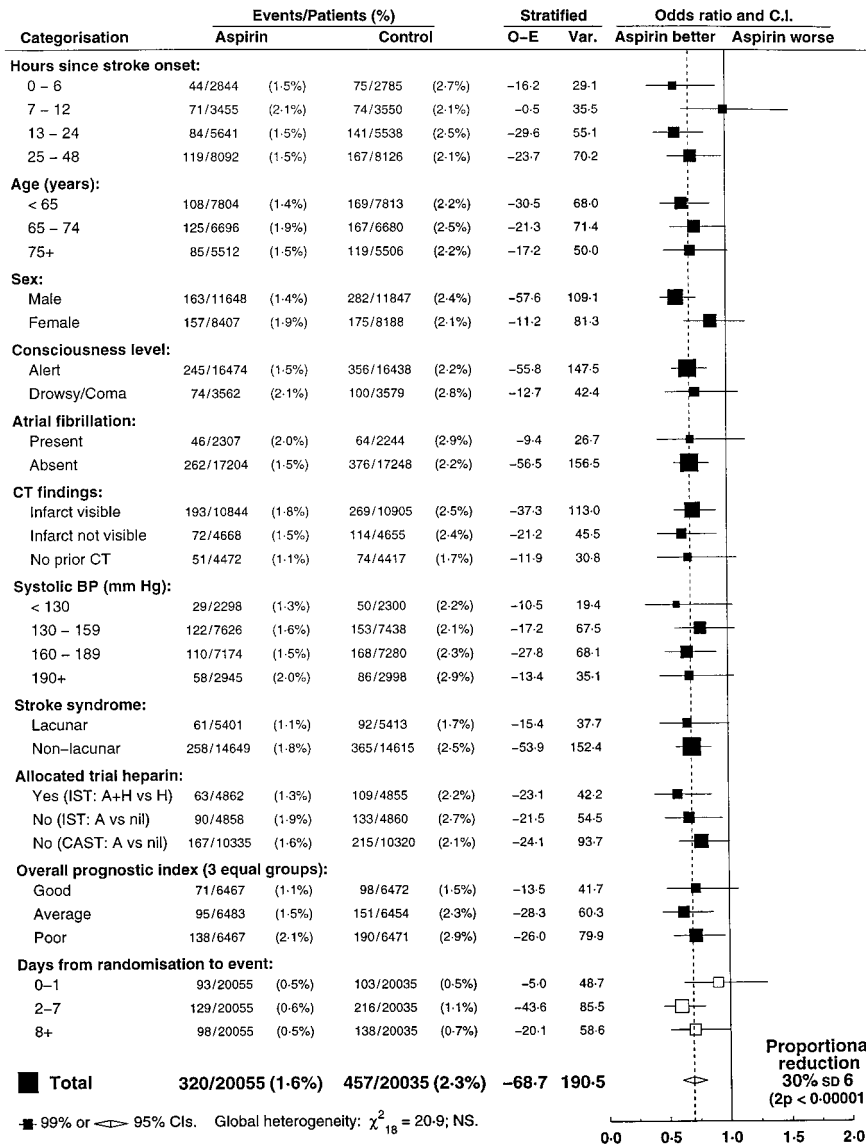 Events/Patients (%) Stratified Odds ratio and C.I.
Categorisation Aspirin Control O–E Var. Aspirin better Aspirin worse
Hours since stroke onset:
0 – 6 44/2844 (1·5%) 75/2785 (2·7%) –16·2 29·1
7 – 12 71/3455 (2·1%) 74/3550 (2·1%) –0·5 35·5
13 – 24 84/5641 (1·5%) 141/5538 (2·5%) –29·6 55·1
25 – 48 119/8092 (1·5%) 167/8126 (2·1%) –23·7 70·2
Age (years):
< 65 108/7804 (1·4%) 169/7813 (2·2%) –30·5 68·0
65 – 74 125/6696 (1·9%) 167/6680 (2·5%) –21·3 71·4
75+ 85/5512 (1·5%) 119/5506 (2·2%) –17·2 50·0
Sex:
Male 163/11648 (1·4%) 282/11847 (2·4%) –57·6 109·1
Female 157/8407 (1·9%) 175/8188 (2·1%) –11·2 81·3
Consciousness level:
Alert 245/16474 (1·5%) 356/16438 (2·2%) –55·8 147·5
Drowsy/Coma 74/3562 (2·1%) 100/3579 (2·8%) –12·7 42·4
Atrial fibrillation:
Present 46/2307 (2·0%) 64/2244 (2·9%) –9·4 26·7
Absent 262/17204 (1·5%) 376/17248 (2·2%) –56·5 156·5
CT findings:
Infarct visible 193/10844 (1·8%) 269/10905 (2·5%) –37·3 113·0
Infarct not visible 72/4668 (1·5%) 114/4655 (2·4%) –21·2 45·5
No prior CT 51/4472 (1·1%) 74/4417 (1·7%) –11·9 30·8
Systolic BP (mm Hg):
< 130 29/2298 (1·3%) 50/2300 (2·2%) –10·5 19·4
130 – 159 122/7626 (1·6%) 153/7438 (2·1%) –17·2 67·5
160 – 189 110/7174 (1·5%) 168/7280 (2·3%) –27·8 68·1
190+ 58/2945 (2·0%) 86/2998 (2·9%) –13·4 35·1
Stroke syndrome:
Lacunar 61/5401 (1·1%) 92/5413 (1·7%) –15·4 37·7
Non–lacunar 258/14649 (1·8%) 365/14615 (2·5%) –53·9 152·4
Allocated trial heparin:
Yes (IST: A+H vs H) 63/4862 (1·3%) 109/4855 (2·2%) –23·1 42·2
No (IST: A vs nil) 90/4858 (1·9%) 133/4860 (2·7%) –21·5 54·5
No (CAST: A vs nil) 167/10335 (1·6%) 215/10320 (2·1%) –24·1 93·7
Overall prognostic index (3 equal groups):
Good 71/6467 (1·1%) 98/6472 (1·5%) –13·5 41·7
Average 95/6483 (1·5%) 151/6454 (2·3%) –28·3 60·3
Poor 138/6467 (2·1%) 190/6471 (2·9%) –26·0 79·9
Days from randomisation to event:
0–1 93/20055 (0·5%) 103/20035 (0·5%) –5·0 48·7
2–7 129/20055 (0·6%) 216/20035 (1·1%) –43·6 85·5
8+ 98/20055 (0·5%) 138/20035 (0·7%) –20·1 58·6
Total 320/20055 (1·6%) 457/20035 (2·3%) –68·7 190·5
Proportional
reduction
30% SD 6
(2p < 0·00001
99% or 95% CIs. Global heterogeneity: χ²₁₈ = 20·9; NS.
0·0 0·5 1·0 1·5 2·0